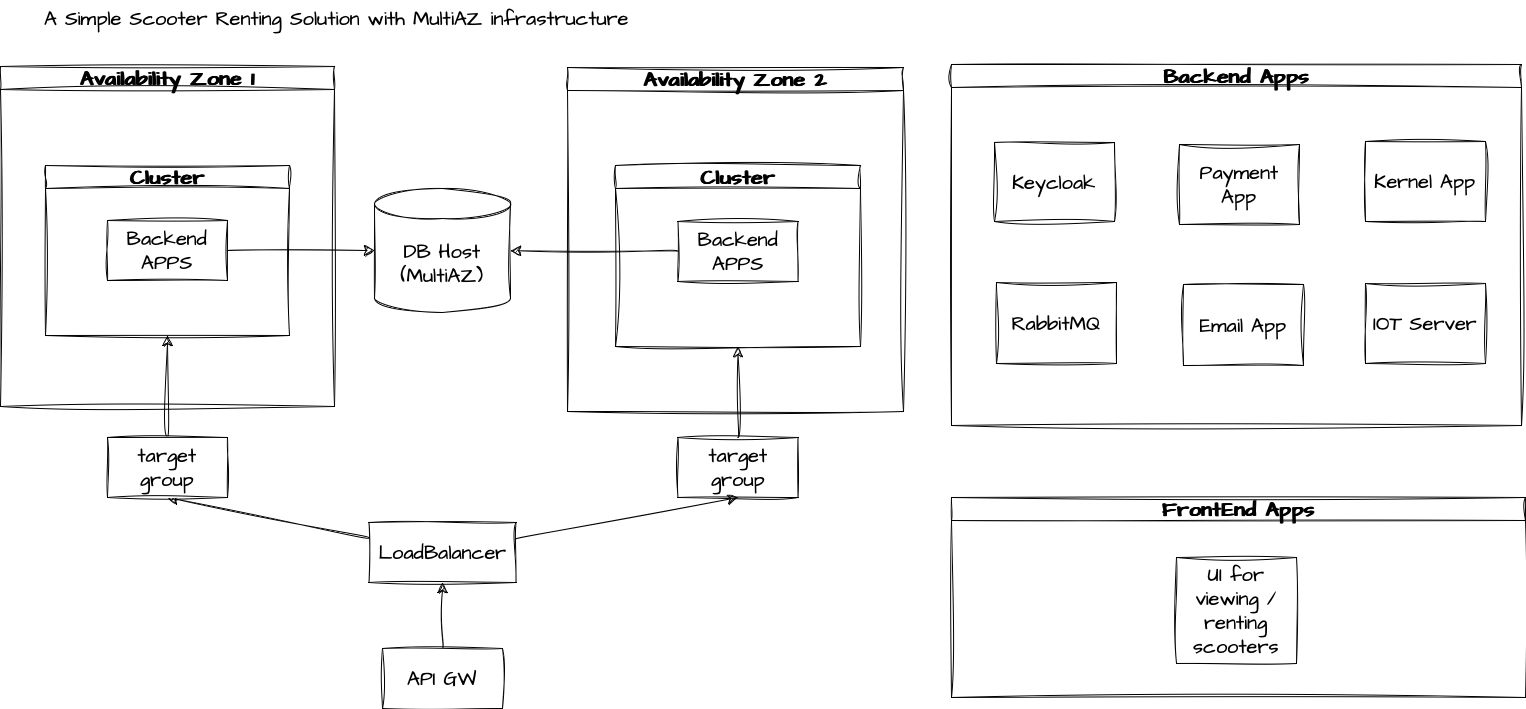 A Simple Scooter Renting Solution with MultiAZ infrastructure
Availability Zone 1
Cluster
Backend
APPS
DB Host
(MultiAZ)
Availability Zone 2
Cluster
Backend
APPS
target
group
target
group
LoadBalancer
API GW
Backend Apps
Keycloak
Payment
App
Kernel App
RabbitMQ
Email App
IOT Server
FrontEnd Apps
UI for
viewing /
renting
scooters